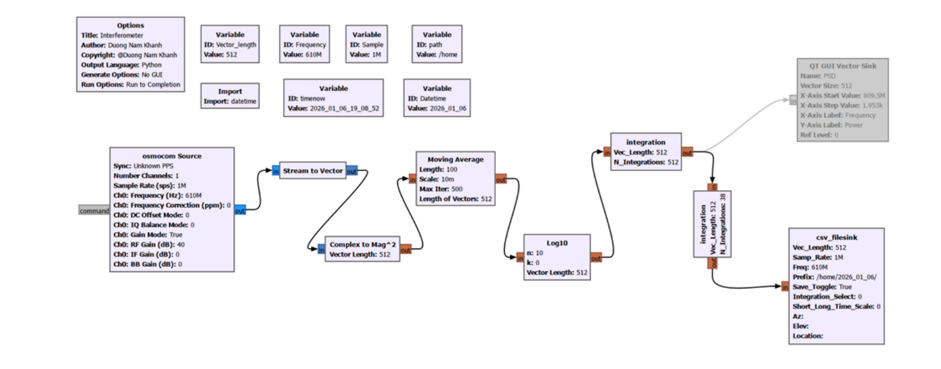 Options
Title: Interferometer
Author: Duong Nam Khanh
Copyright: @Duong Nam Khanh
Output Language: Python
Generate Options: No GUI
Run Options: Run to Completion
Variable
ID: Vector_length
Value: 512
Variable
ID: Frequency
Value: 610M
Variable
ID: Sample
Value: 1M
Variable
ID: path
Value: /home
Import
Import: datetime
Variable
ID: timenow
Value: 2026_01_06_19_08_52
Variable
ID: Datetime
Value: 2026_01_06
QT GUI Vector Sink
Name: PSD
Vector Size: 512
X-Axis Start Value: 609.5M
X-Axis Step Value: 1.953k
X-Axis Label: Frequency
Y-Axis Label: Power
Ref Level: 0
in
osmocom Source
Sync: Unknown PPS
Number Channels: 1
Sample Rate (sps): 1M
Ch0: Frequency (Hz): 610M
Ch0: Frequency Correction (ppm): 0
Ch0: DC Offset Mode: 0
Ch0: IQ Balance Mode: 0
Ch0: Gain Mode: True
Ch0: RF Gain (dB): 40
Ch0: IF Gain (dB): 0
Ch0: BB Gain (dB): 0
command
out
in
Stream to Vector
out
in
Complex to Mag^2
Vector Length: 512
out
in
Moving Average
Length: 100
Scale: 10m
Max Iter: 500
Length of Vectors: 512
out
in
Log10
n: 10
k: 0
Vector Length: 512
out
in
integration
Vec_Length: 512
N_Integrations: 512
out
in
integration
Vec_Length: 512
N_Integrations: 38
out
in
csv_filesink
Vec_Length: 512
Samp_Rate: 1M
Freq: 610M
Prefix: /home/2026_01_06/
Save_Toggle: True
Integration_Select: 0
Short_Long_Time_Scale: 0
Az:
Elev:
Location: